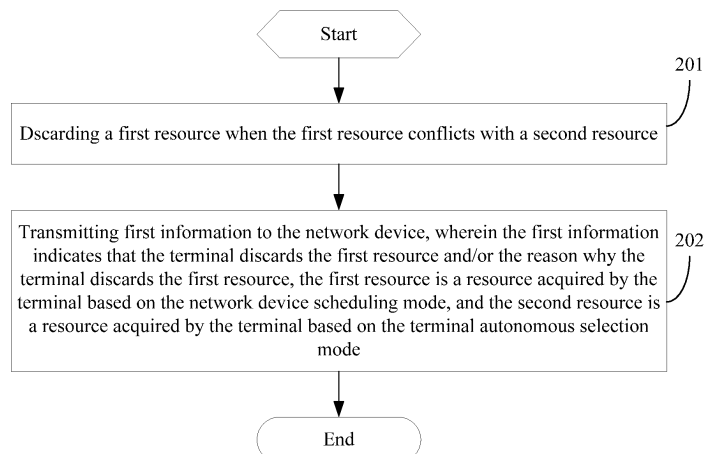 Start
201
Dscarding a first resource when the first resource conflicts with a second resource
Transmitting first information to the network device, wherein the first information
indicates that the terminal discards the first resource and/or the reason why the
terminal discards the first resource, the first resource is a resource acquired by the
terminal based on the network device scheduling mode, and the second resource is
a resource acquired by the terminal based on the terminal autonomous selection
mode
202
End